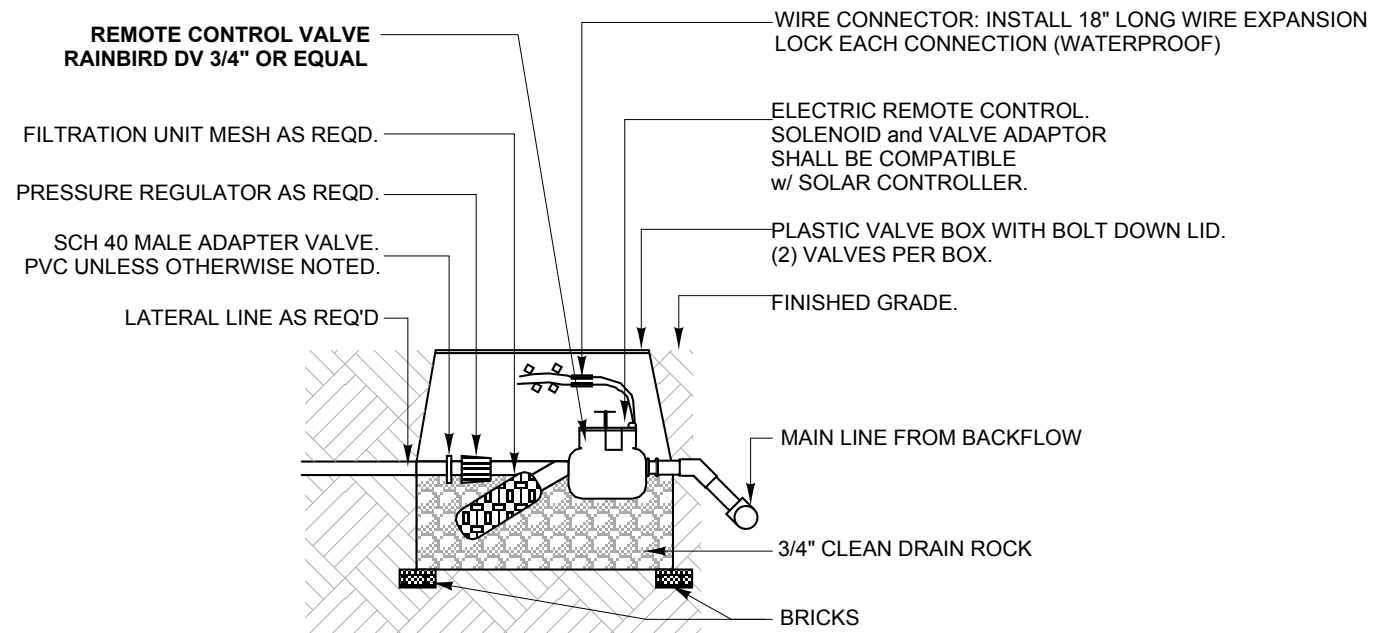 REMOTE CONTROL VALVE
RAINBIRD DV 3/4" OR EQUAL
FILTRATION UNIT MESH AS REQD.
PRESSURE REGULATOR AS REQD.
SCH 40 MALE ADAPTER VALVE.
PVC UNLESS OTHERWISE NOTED.
LATERAL LINE AS REQ'D
WIRE CONNECTOR: INSTALL 18" LONG WIRE EXPANSION
LOCK EACH CONNECTION (WATERPROOF)
ELECTRIC REMOTE CONTROL.
SOLENOID and VALVE ADAPTOR
SHALL BE COMPATIBLE
w/ SOLAR CONTROLLER.
PLASTIC VALVE BOX WITH BOLT DOWN LID.
(2) VALVES PER BOX.
FINISHED GRADE.
MAIN LINE FROM BACKFLOW
3/4" CLEAN DRAIN ROCK
BRICKS